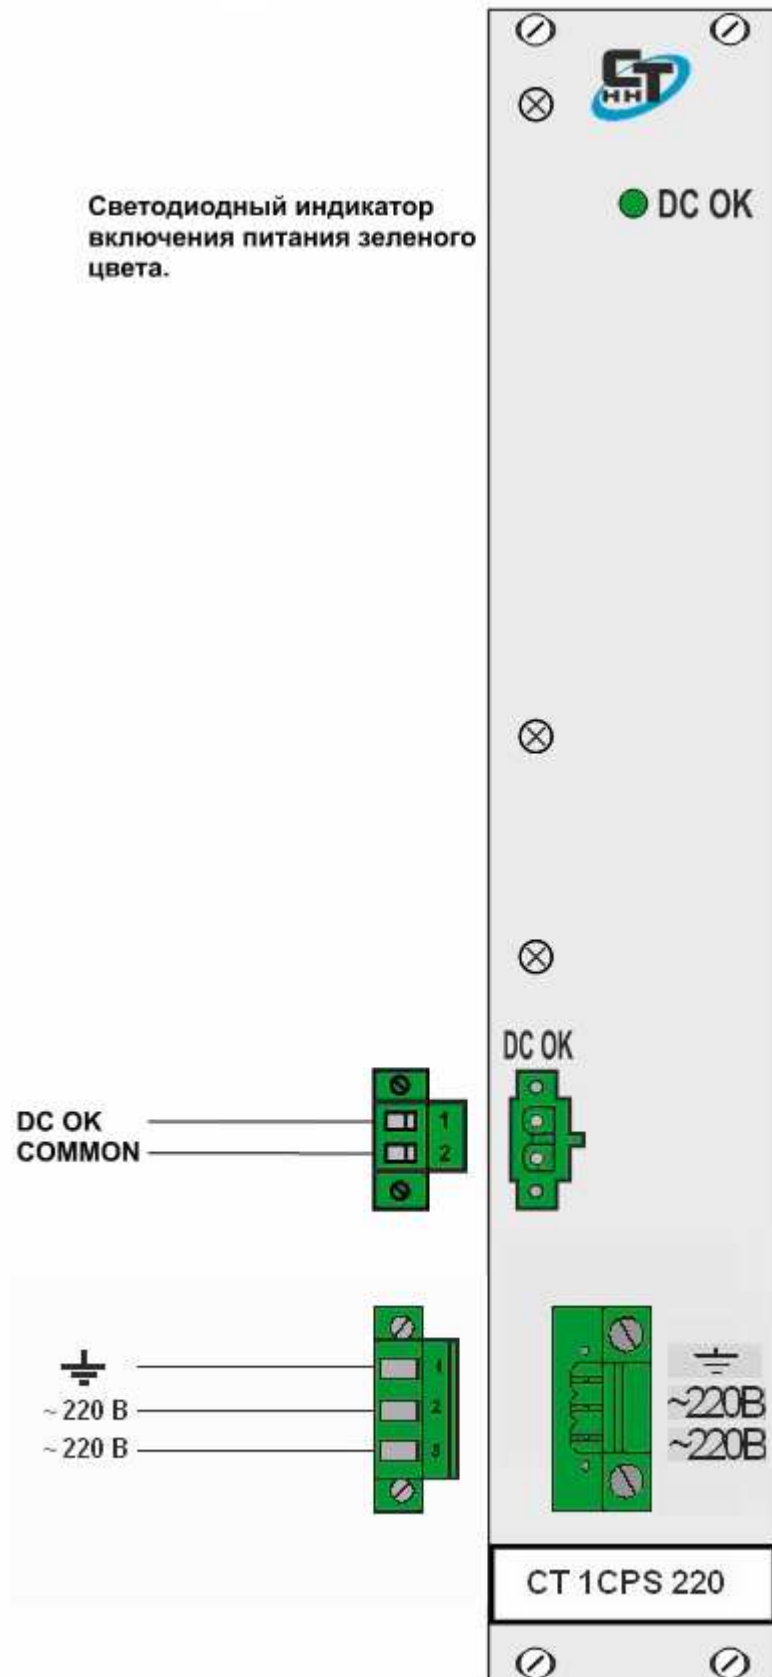 СТ
НН
DC OK
Светодиодный индикатор
включения питания зеленого
цвета.
DC OK
DC OK
COMMON
1
2
~ 220 В
~ 220 В
1
2
3
~220В
~220В
CT 1CPS 220